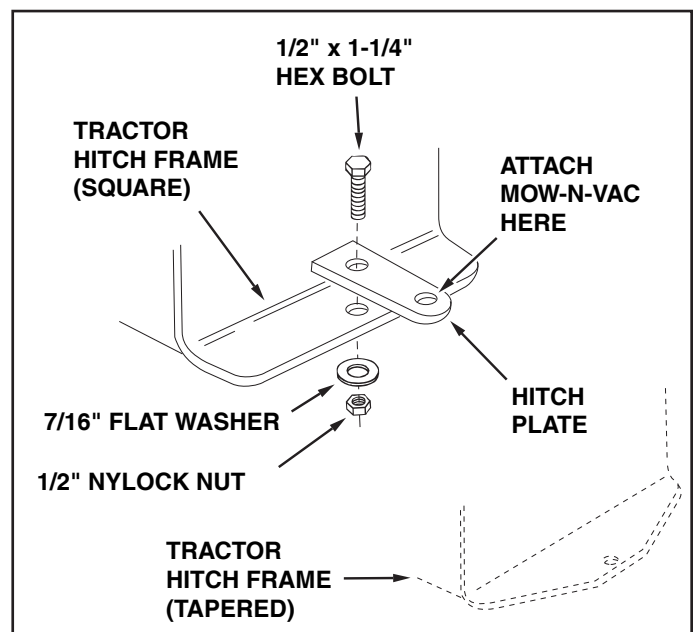 1/2" x 1-1/4"
HEX BOLT
TRACTOR
HITCH FRAME
(SQUARE)
ATTACH
MOW-N-VAC
HERE
7/16" FLAT WASHER
HITCH
PLATE
1/2" NYLOCK NUT
TRACTOR
HITCH FRAME
(TAPERED)